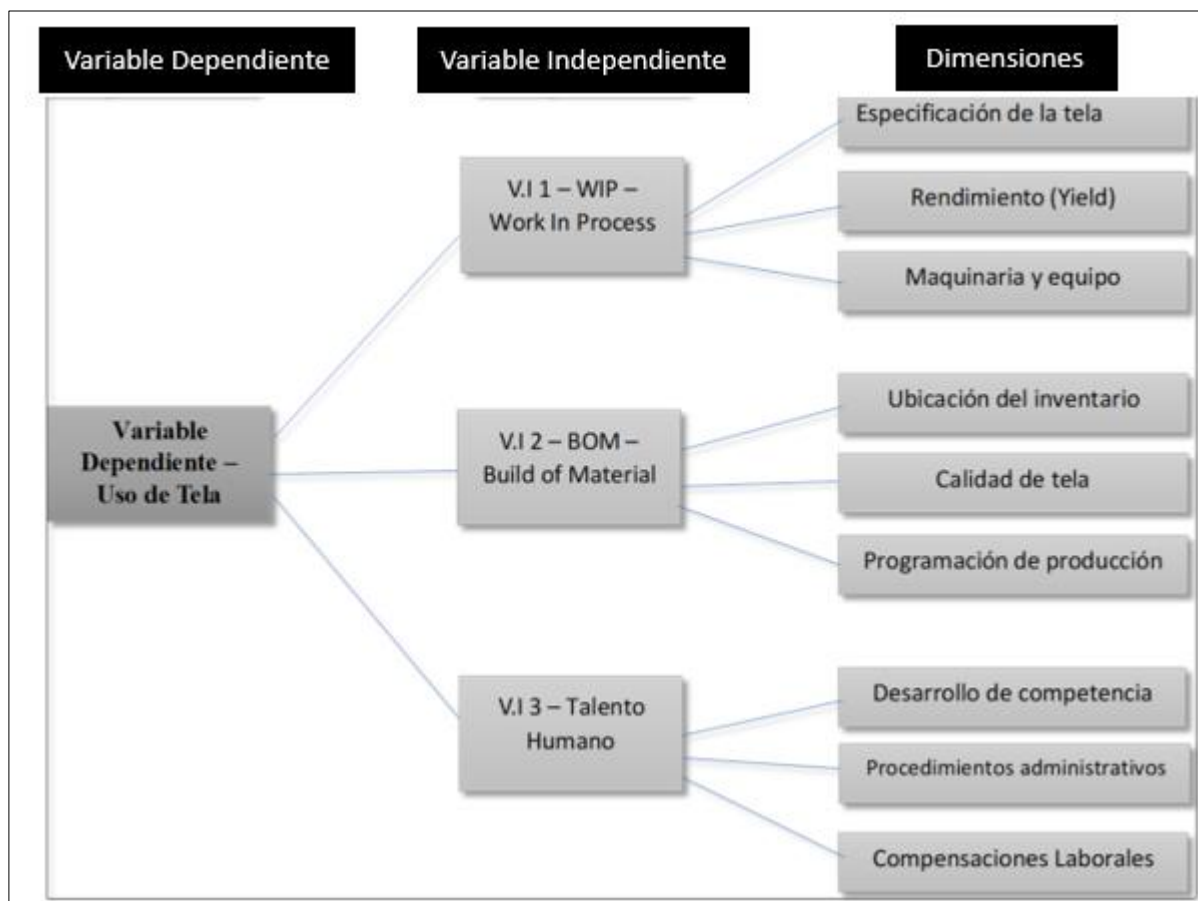 Variable Dependiente
Variable Independiente
Dimensiones
Especificación de la tela
V.I 1 – WIP –
Work In Process
Rendimiento (Yield)
Maquinaria y equipo
Variable
Dependiente –
Uso de Tela
V.I 2 – BOM –
Build of Material
Ubicación del inventario
Calidad de tela
Programación de producción
V.I 3 – Talento
Humano
Desarrollo de competencia
Procedimientos administrativos
Compensaciones Laborales